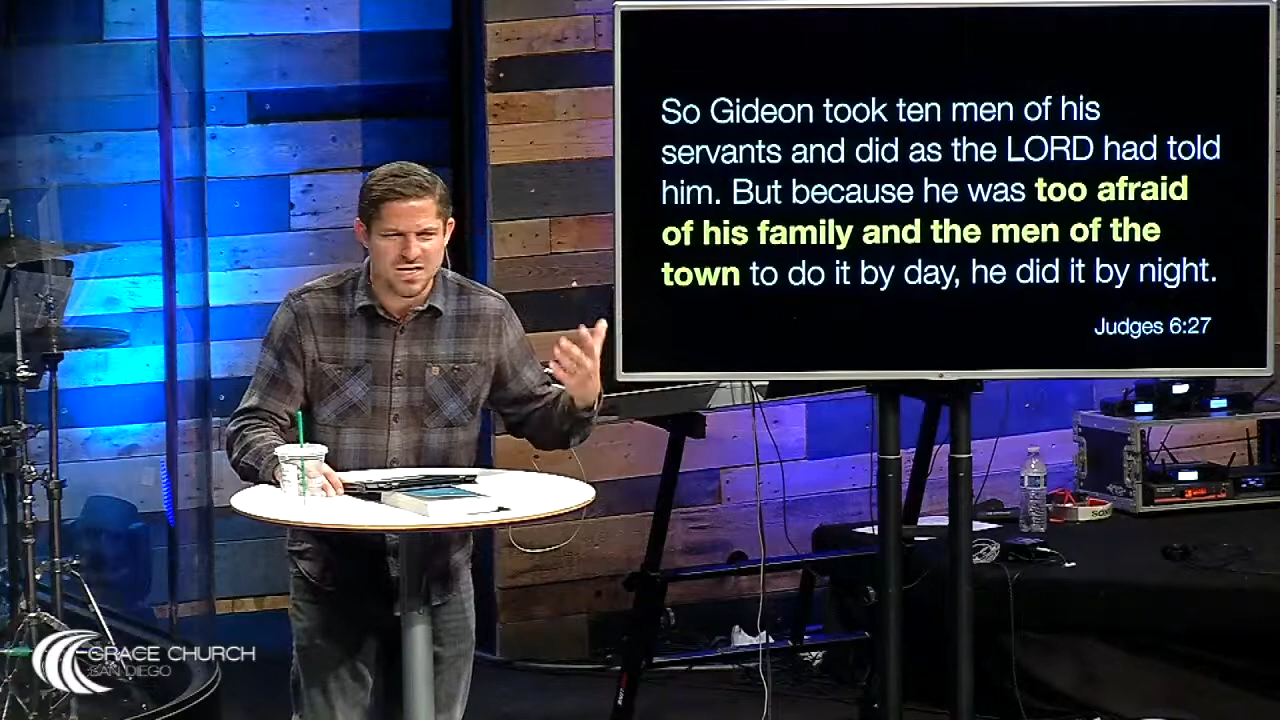 So Gideon took ten men of his
servants and did as the LORD had told
him. But because he was too afraid
of his family and the men of the
town to do it by day, he did it by night.
Judges 6:27
GRACE CHURCH
SAN DIEGO
SONY